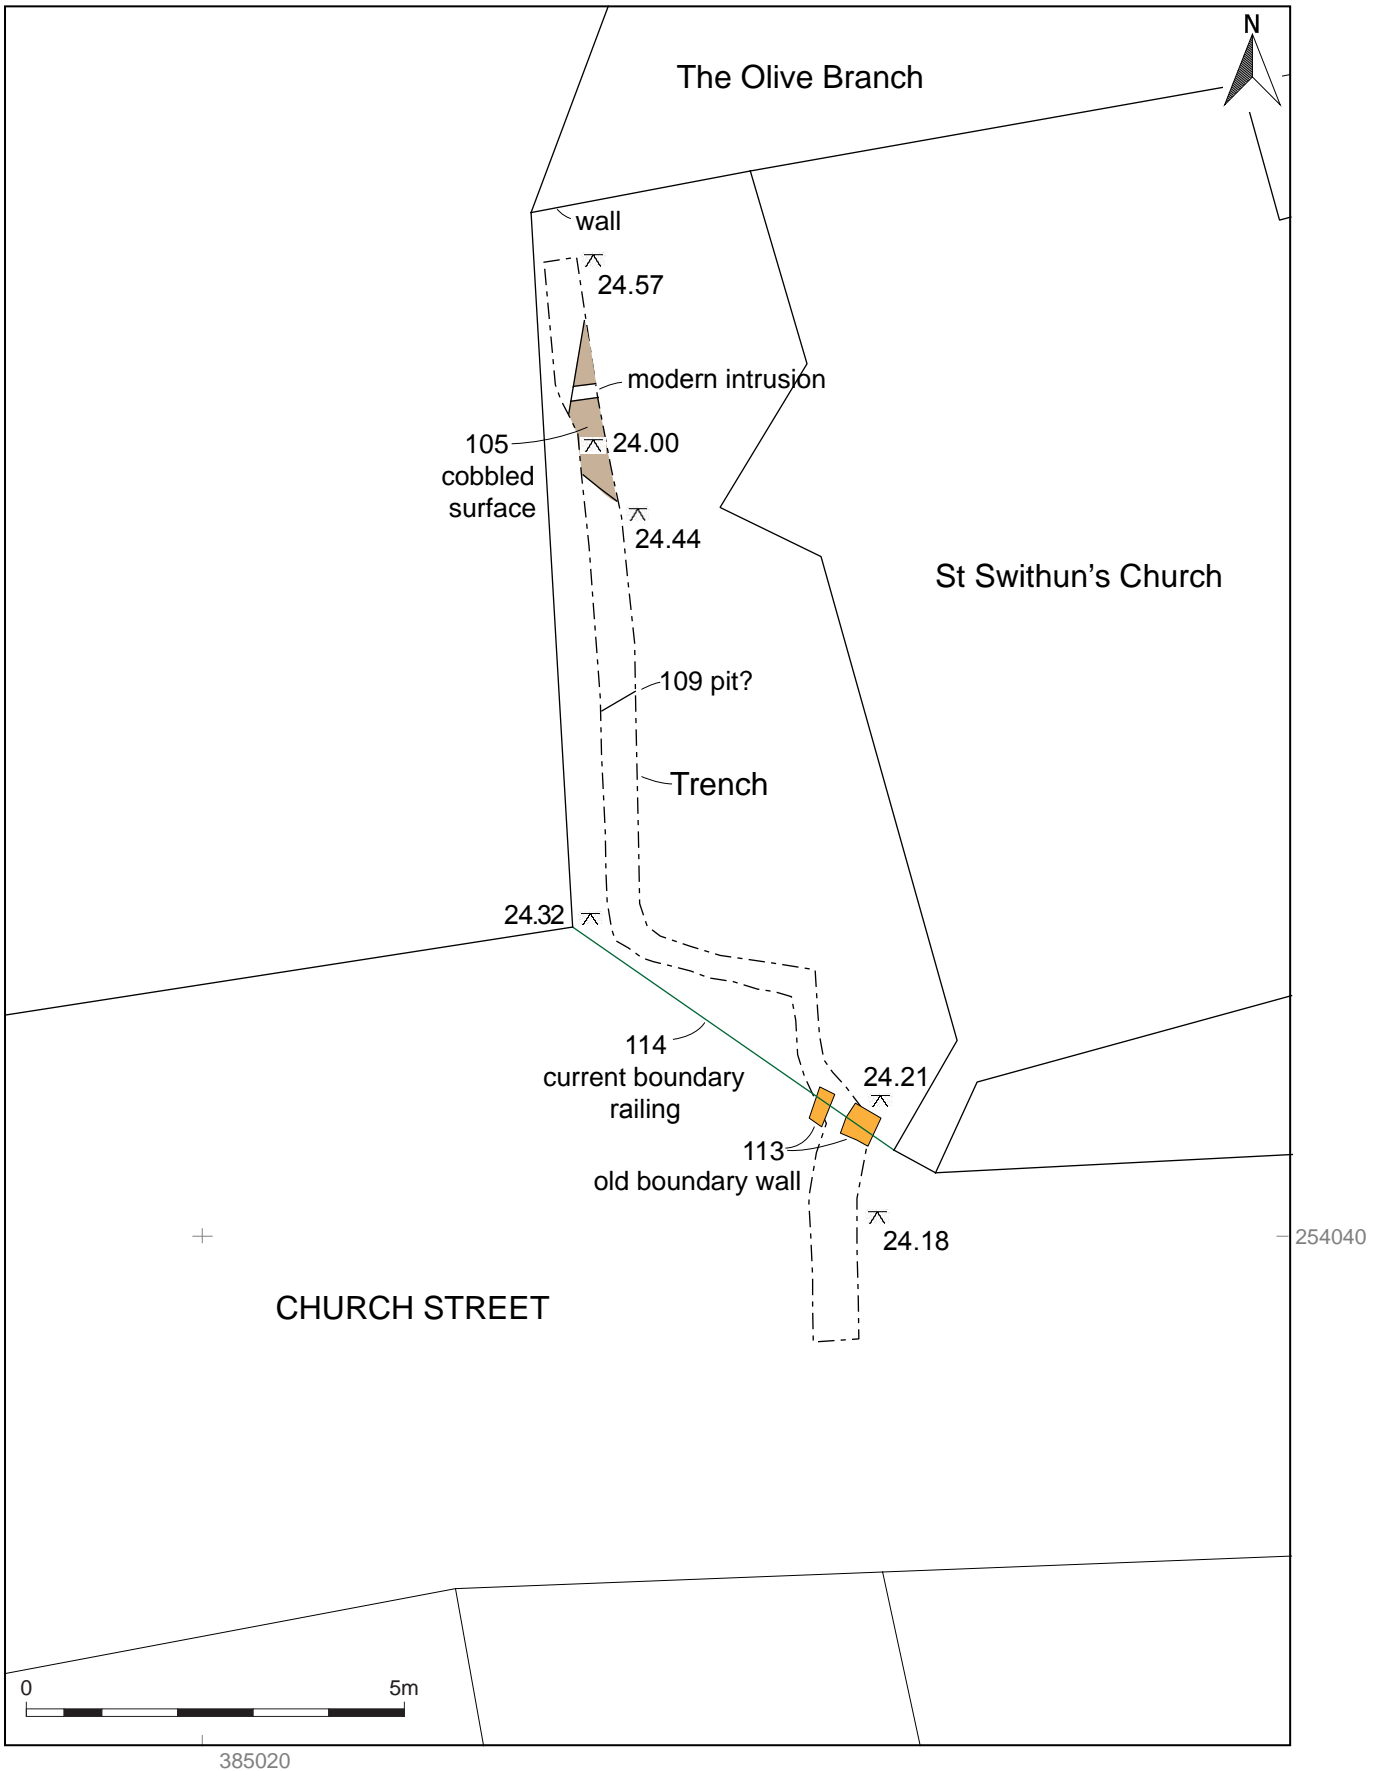 N
The Olive Branch
wall
24.57
modern intrusion
105
cobbled
surface
24.00
24.44
St Swithun's Church
109 pit?
Trench
24.32
114
current boundary
railing
24.21
113
old boundary wall
24.18
254040
CHURCH STREET
0
5m
385020